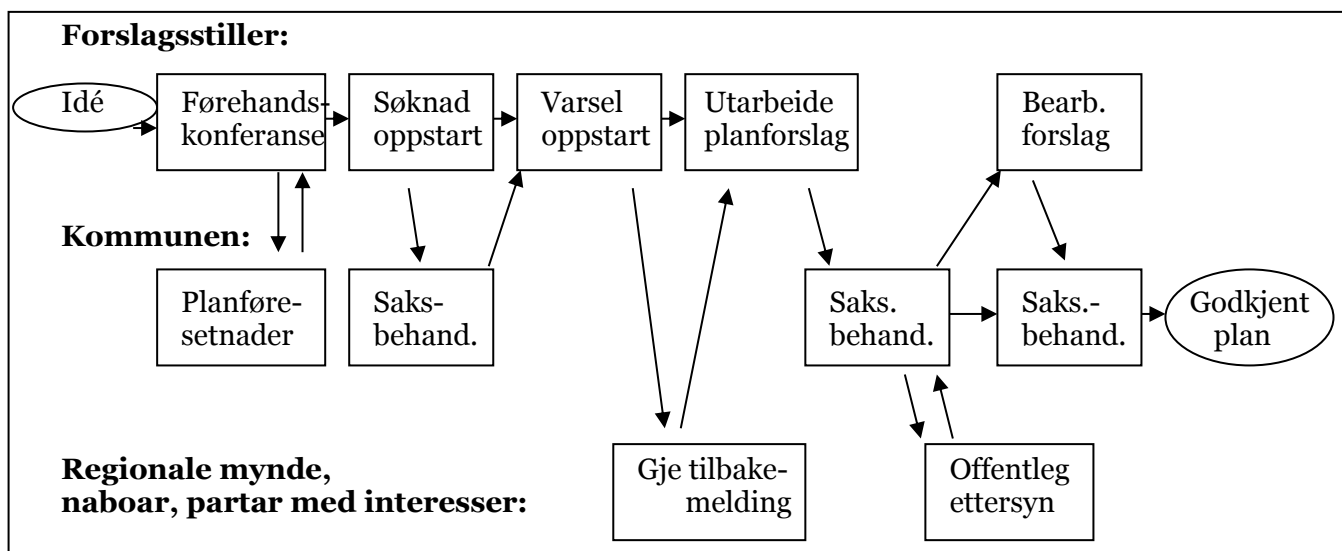 Forslagsstiller:
Idé
Førehands-
konferanse
Søknad
oppstart
Varsel
oppstart
Utarbeide
planforslag
Bearb.
forslag
Kommunen:
Planføre-
setnader
Saks-
behand.
Saks.
behand.
Saks.-
behand.
Godkjent
plan
Regionale mynde,
naboar, partar med interesser:
Gje tilbake-
melding
Offentleg
ettersyn